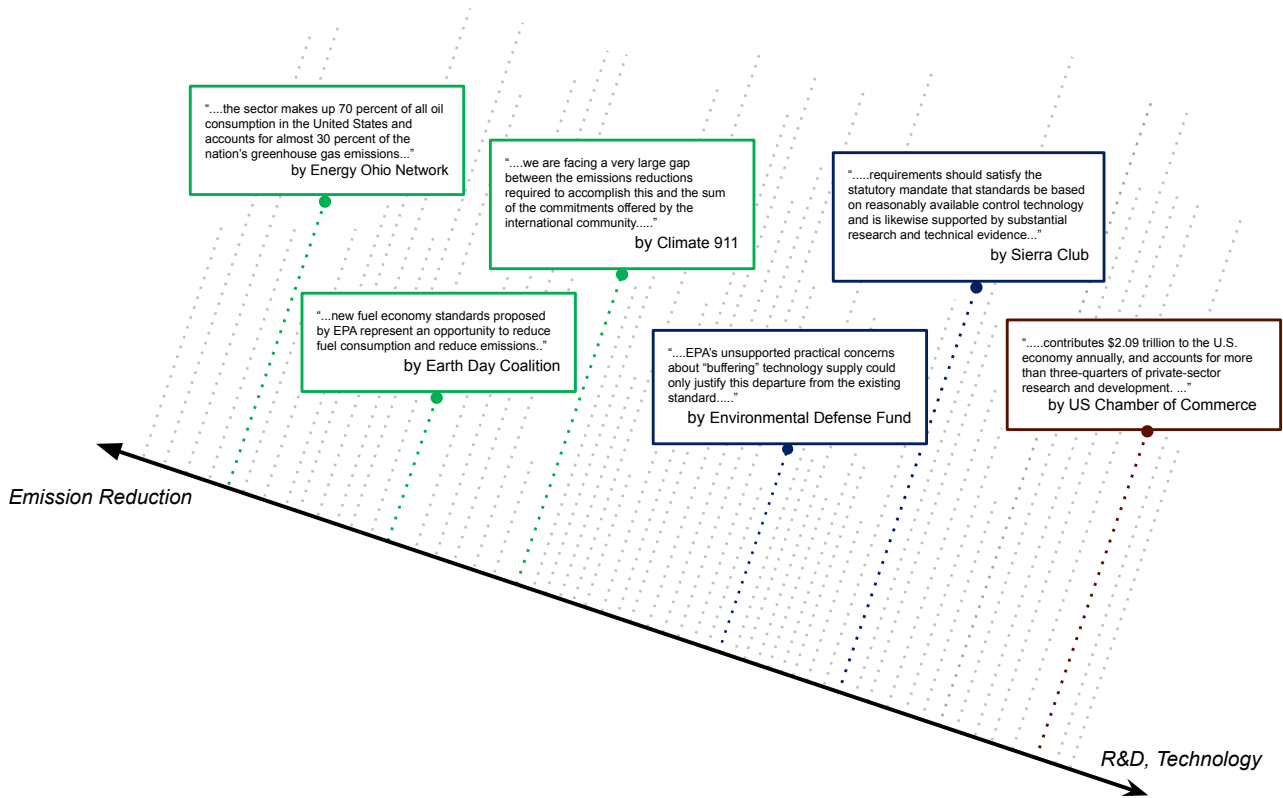 “....the sector makes up 70 percent of all oil
consumption in the United States and
accounts for almost 30 percent of the
nation’s greenhouse gas emissions...”
by Energy Ohio Network
“....we are facing a very large gap
between the emissions reductions
required to accomplish this and the sum
of the commitments offered by the
international community.....”
by Climate 911
“.....requirements should satisfy the
statutory mandate that standards be based
on reasonably available control technology
and is likewise supported by substantial
research and technical evidence...”
by Sierra Club
“...new fuel economy standards proposed
by EPA represent an opportunity to reduce
fuel consumption and reduce emissions..”
by Earth Day Coalition
“....EPA’s unsupported practical concerns
about “buffering” technology supply could
only justify this departure from the existing
standard.....”
by Environmental Defense Fund
“.....contributes $2.09 trillion to the U.S.
economy annually, and accounts for more
than three-quarters of private-sector
research and development. ...”
by US Chamber of Commerce
Emission Reduction
R&D, Technology